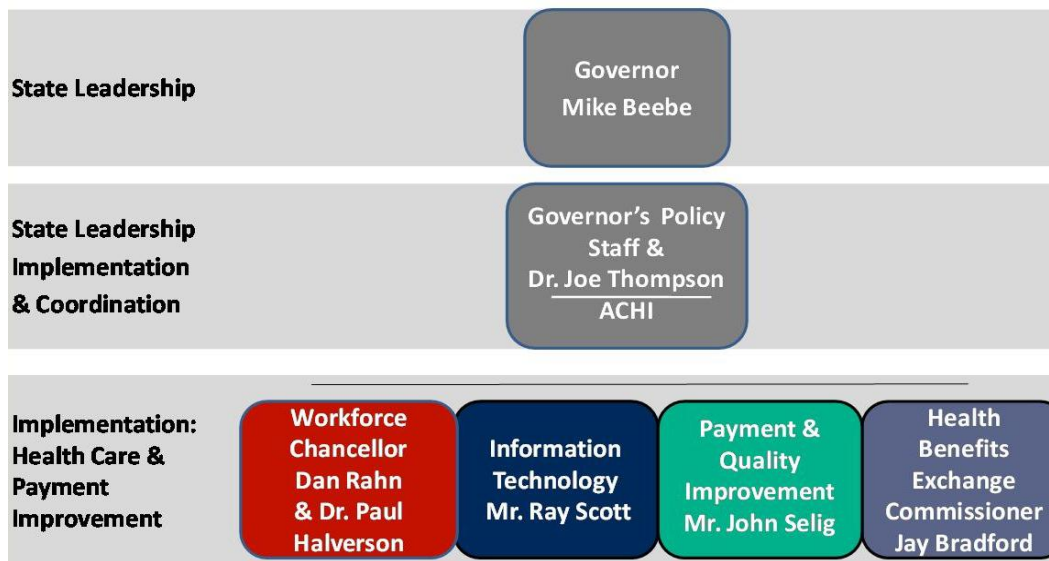 State Leadership
Governor
Mike Beebe
State Leadership
Implementation
& Coordination
Governor’s Policy
Staff &
Dr. Joe Thompson
ACHI
Implementation:
Health Care &
Payment
Improvement
Workforce
Chancellor
Dan Rahn
& Dr. Paul
Halverson
Information
Technology
Mr. Ray Scott
Payment &
Quality
Improvement
Mr. John Selig
Health
Benefits
Exchange
Commissioner
Jay Bradford